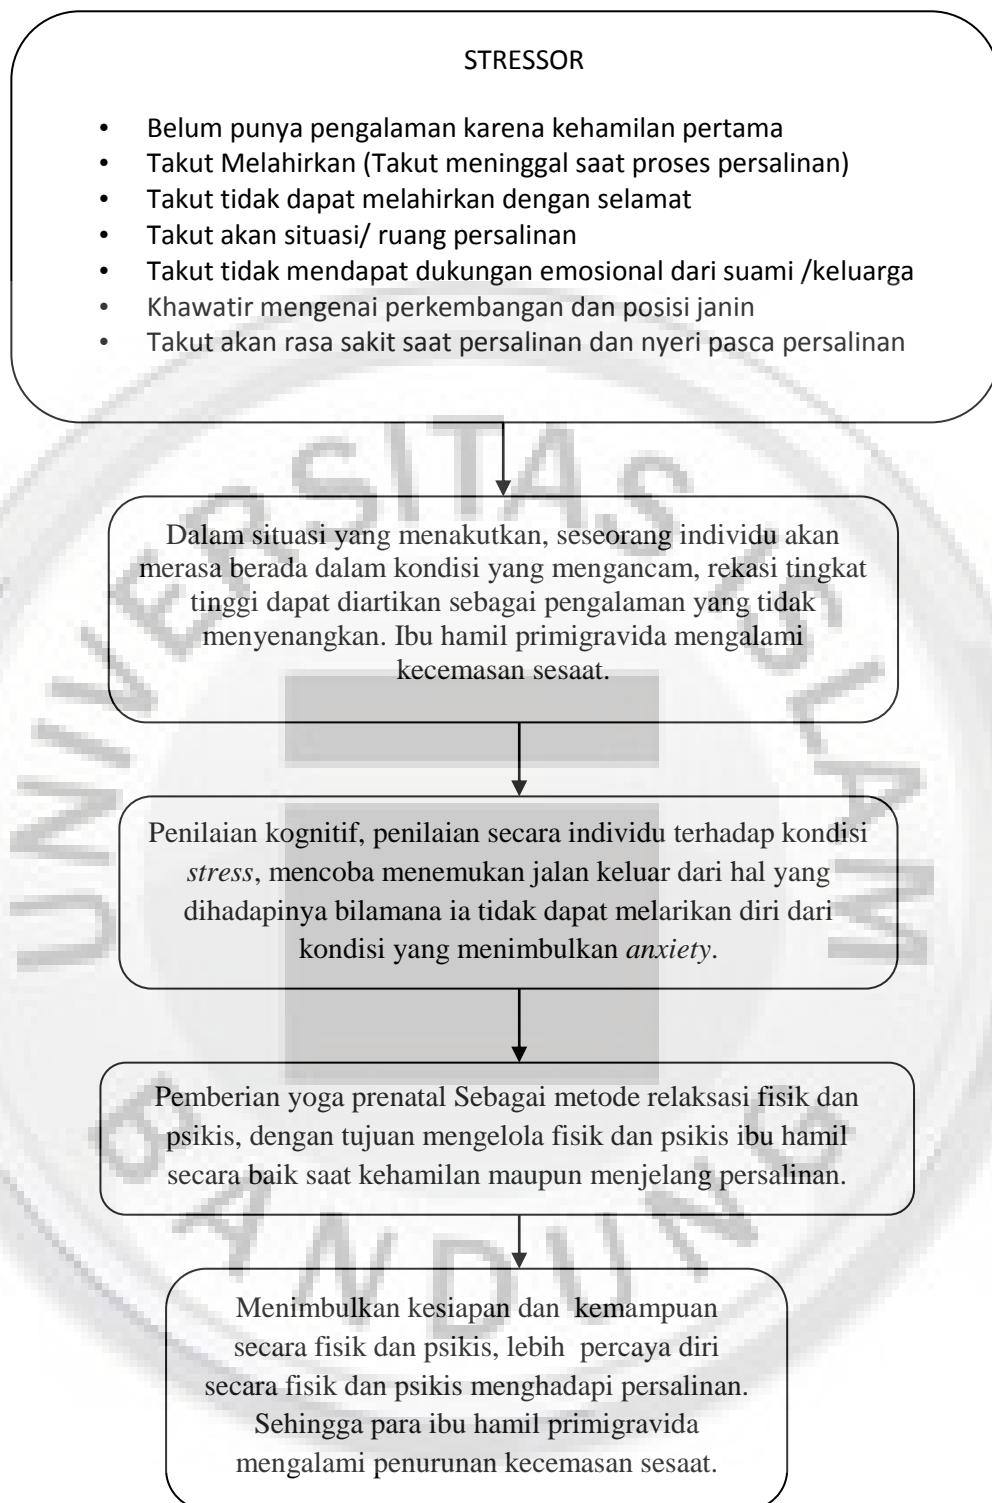 STRESSOR
• Belum punya pengalaman karena kehamilan pertama
• Takut Melahirkan (Takut meninggal saat proses persalinan)
• Takut tidak dapat melahirkan dengan selamat
• Takut akan situasi/ ruang persalinan
• Takut tidak mendapat dukungan emosional dari suami /keluarga
• Khawatir mengenai perkembangan dan posisi janin
• Takut akan rasa sakit saat persalinan dan nyeri pasca persalinan
Dalam situasi yang menakutkan, seseorang individu akan
merasa berada dalam kondisi yang mengancam, rekasi tingkat
tinggi dapat diartikan sebagai pengalaman yang tidak
menyenangkan. Ibu hamil primigravida mengalami
kecemasan sesaat.
Penilaian kognitif, penilaian secara individu terhadap kondisi
stress, mencoba menemukan jalan keluar dari hal yang
dihadapinya bilamana ia tidak dapat melarikan diri dari
kondisi yang menimbulkan anxiety.
Pemberian yoga prenatal Sebagai metode relaksasi fisik dan
psikis, dengan tujuan mengelola fisik dan psikis ibu hamil
secara baik saat kehamilan maupun menjelang persalinan.
Menimbulkan kesiapan dan kemampuan
secara fisik dan psikis, lebih percaya diri
secara fisik dan psikis menghadapi persalinan.
Sehingga para ibu hamil primigravida
mengalami penurunan kecemasan sesaat.
UNIVERSITAS ISLAM
BANDUNG